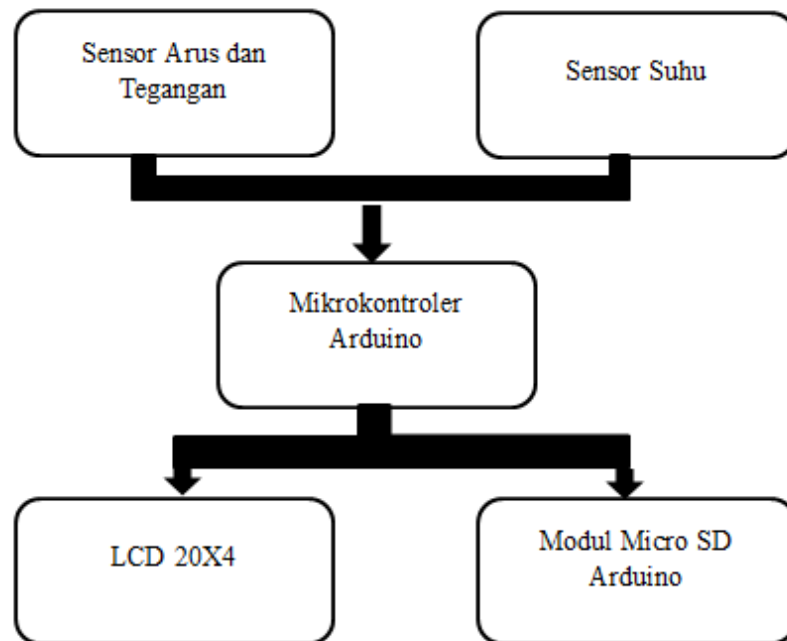 Sensor Arus dan
Tegangan
Sensor Suhu
Mikrokontroler
Arduino
LCD 20X4
Modul Micro SD
Arduino